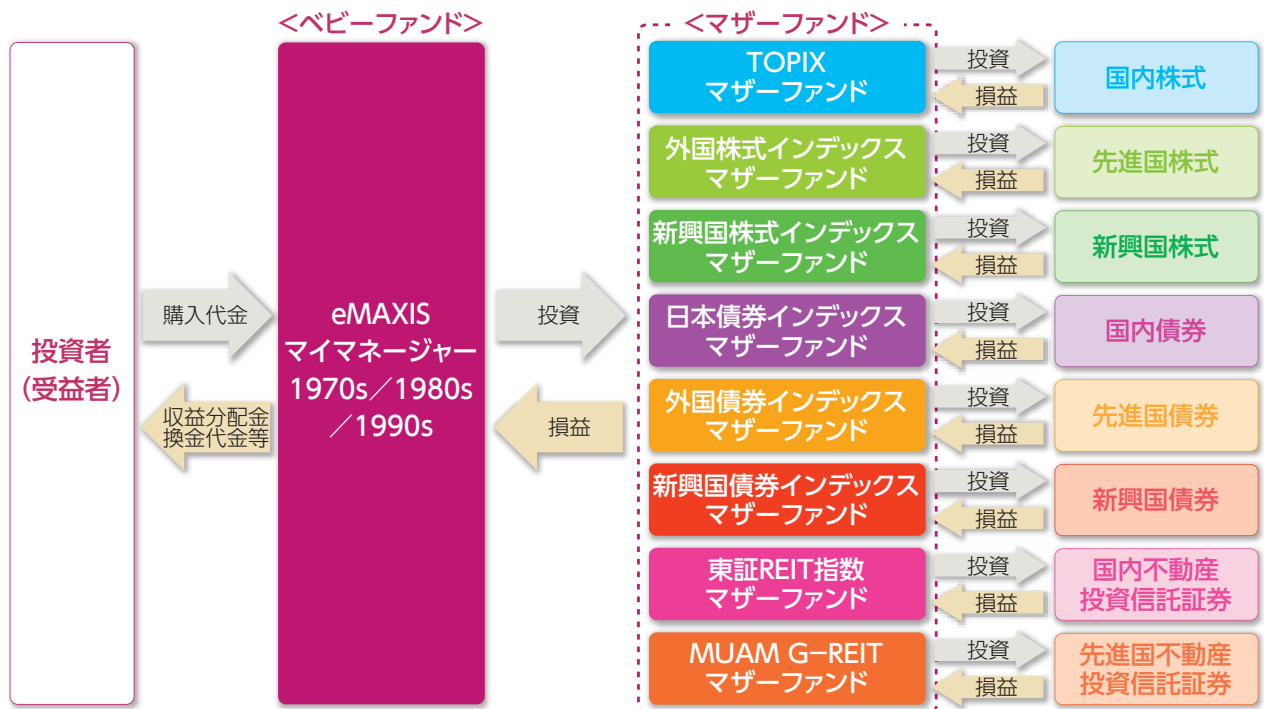 <ベビーファンド>
<マザーファンド>
投資者
(受益者)
購入代金
収益分配金
換金代金等
eMAXIS
マイマネージャー
1970s／1980s
／1990s
投資
損益
TOPIX
マザーファンド
投資
損益
国内株式
外国株式インデックス
マザーファンド
投資
損益
先進国株式
新興国株式インデックス
マザーファンド
投資
損益
新興国株式
日本債券インデックス
マザーファンド
投資
損益
国内債券
外国債券インデックス
マザーファンド
投資
損益
先進国債券
新興国債券インデックス
マザーファンド
投資
損益
新興国債券
東証REIT指数
マザーファンド
投資
損益
国内不動産
投資信託証券
MUAM G−REIT
マザーファンド
投資
損益
先進国不動産
投資信託証券